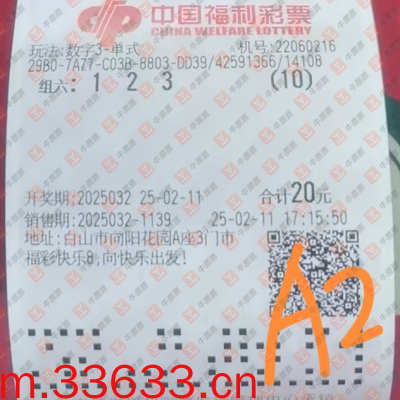 中国福利彩票
CHINA WELFARE LOTTERY
玩法:数字3-单式 机号:22060216
29B0-7A77-C03B-8803-DD39/42591366/14108
组六: 1 2 3 (10)
开奖期:2025032 25-02-11 合计20元
销售期:2025032-1139 25-02-11 17:15:50
地址:白山市向阳花园A座3门市
福彩快乐8,向快乐出发!
A2
m.33633.cn